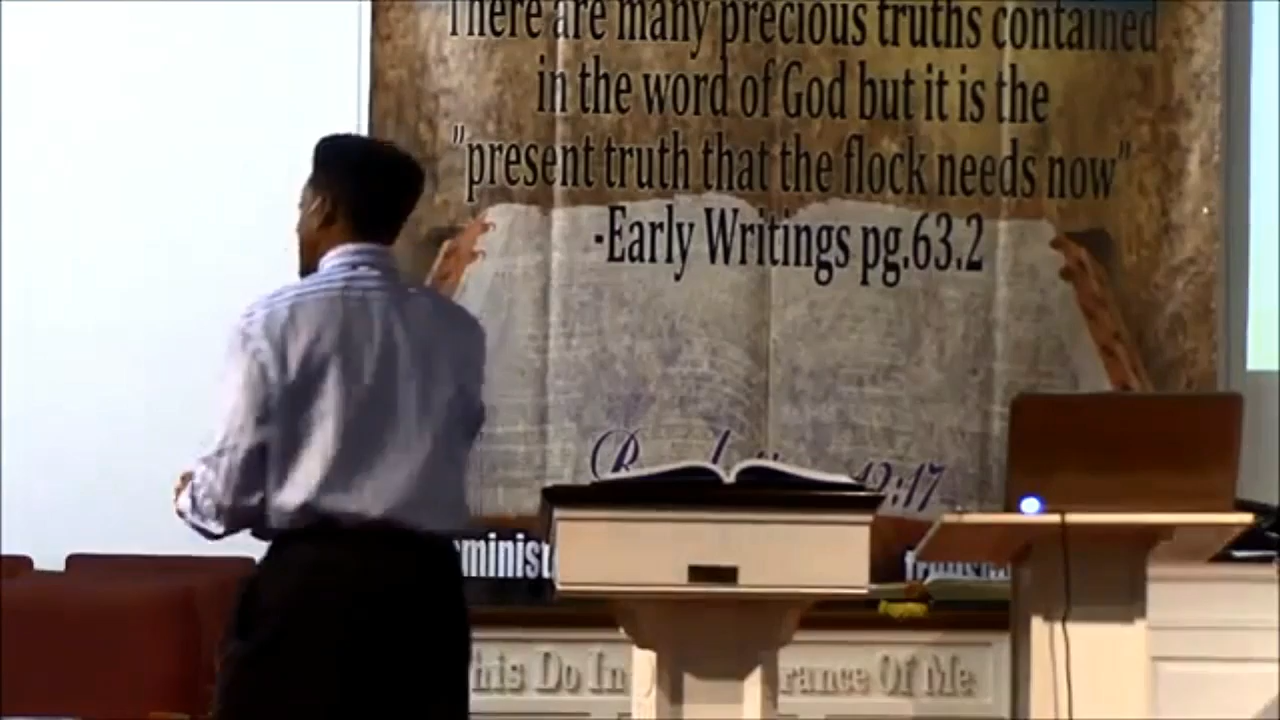 There are many precious truths contained
in the word of God but it is the
"present truth that the flock needs now"
-Early Writings pg.63.2
12:17
This Do In rance Of Me